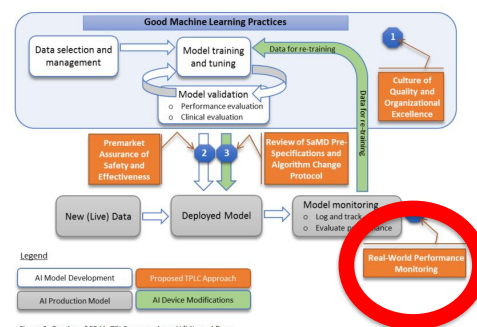 Good Machine Learning Practices
Data selection and
management
Model training
and tuning
Data for re-training
1
Culture of
Quality and
Organizational
Excellence
Model validation
o Performance evaluation
o Clinical evaluation
Data for re-training
Premarket
Assurance of
Safety and
Effectiveness
2
3
Review of SaMD Pre-
Specifications and
Algorithm Change
Protocol
New (Live) Data
Deployed Model
Model monitoring
o Log and track
o Evaluate performance
Real-World Performance
Monitoring
Legend
AI Model Development
Proposed TPLC Approach
AI Production Model
AI Device Modifications